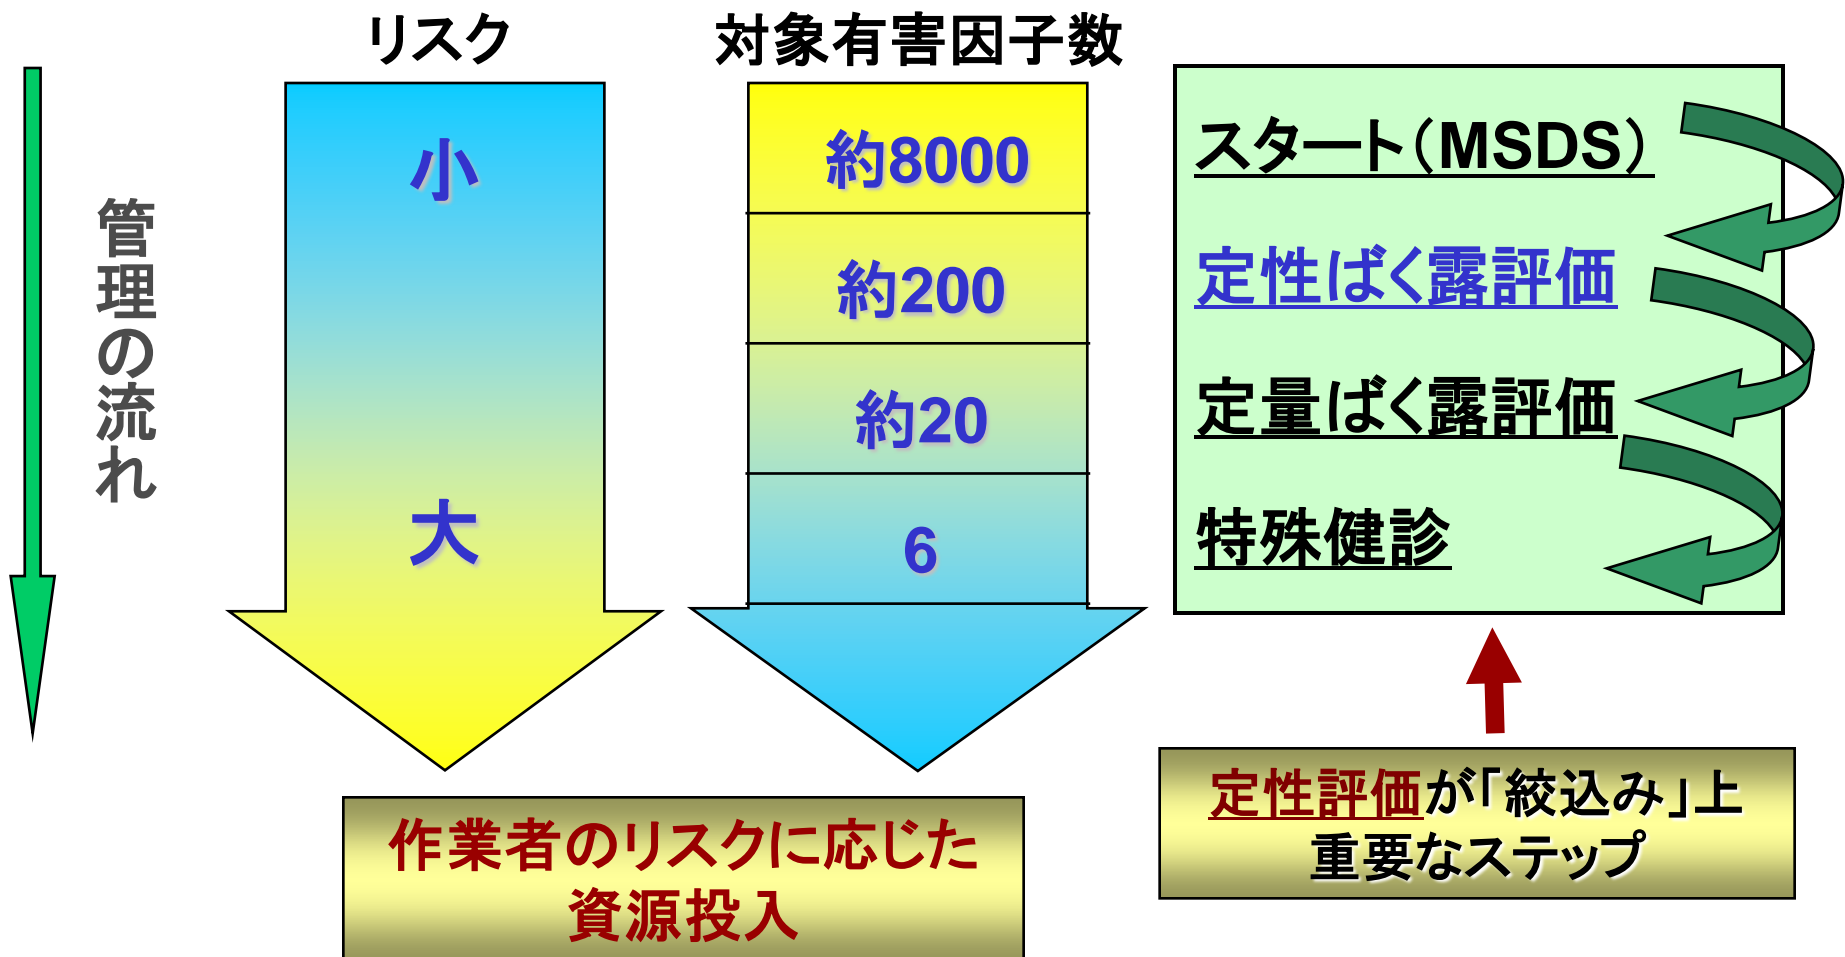 リスク
対象有害因子数
管理の流れ
小
大
約8000
約200
約20
6
スタート（MSDS）
定性ばく露評価
定量ばく露評価
特殊健診
作業者のリスクに応じた
資源投入
定性評価が「絞込み」上
重要なステップ